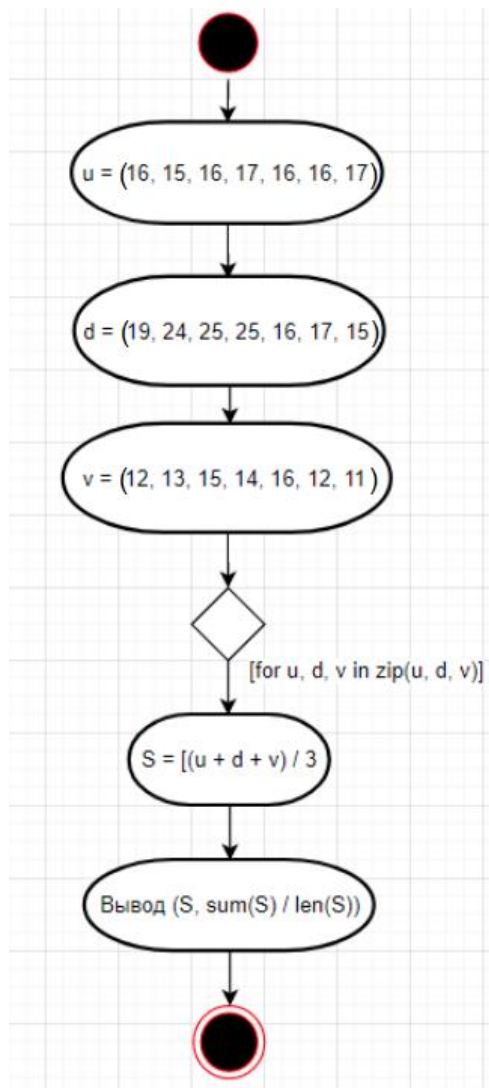 u = (16, 15, 16, 17, 16, 16, 17)
d = (19, 24, 25, 25, 16, 17, 15)
v = (12, 13, 15, 14, 16, 12, 11)
[for u, d, v in zip(u, d, v)]
S = [(u + d + v) / 3
Вывод (S, sum(S) / len(S))